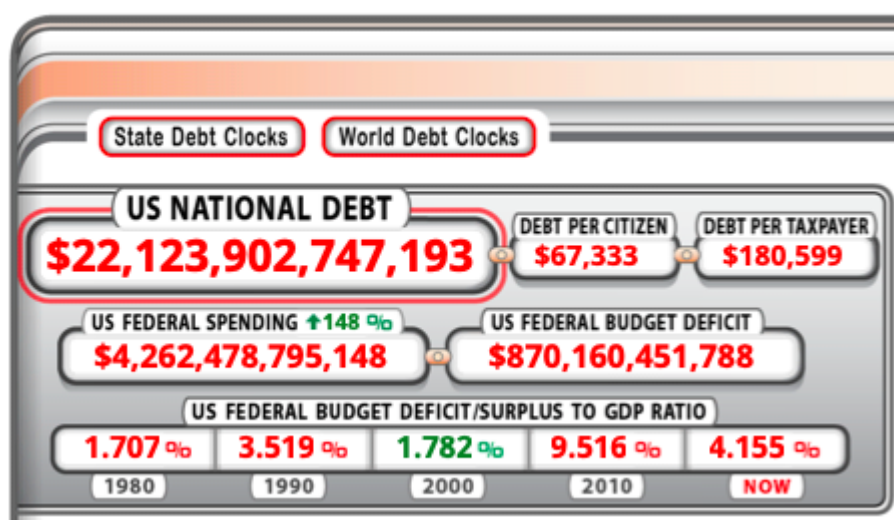 State Debt Clocks World Debt Clocks
US NATIONAL DEBT
$22,123,902,747,193
DEBT PER CITIZEN
$67,333
DEBT PER TAXPAYER
$180,599
US FEDERAL SPENDING ↑148 %
$4,262,478,795,148
US FEDERAL BUDGET DEFICIT
$870,160,451,788
US FEDERAL BUDGET DEFICIT/SURPLUS TO GDP RATIO
1.707 % 3.519 % 1.782 % 9.516 % 4.155 %
1980 1990 2000 2010 NOW